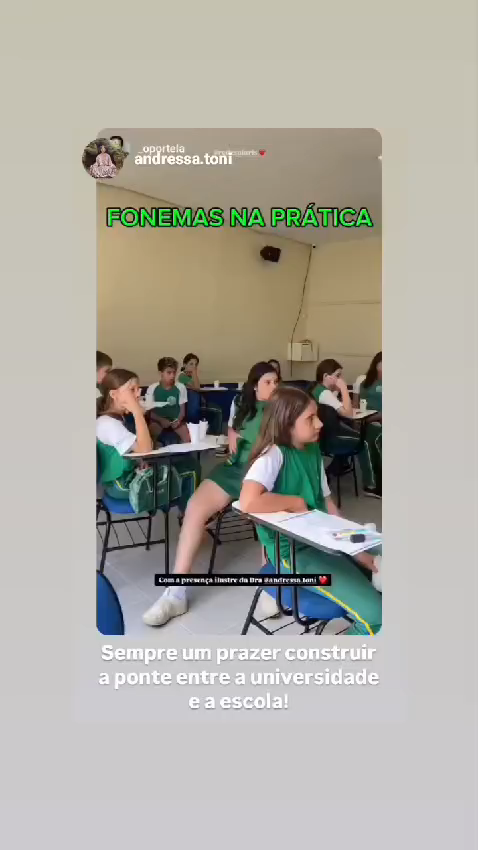 _oportela
andressa.toni
FONEMAS NA PRÁTICA
Com a presença ilustre da Dra @andressa.toni ❤️
Sempre um prazer construir
a ponte entre a universidade
e a escola!